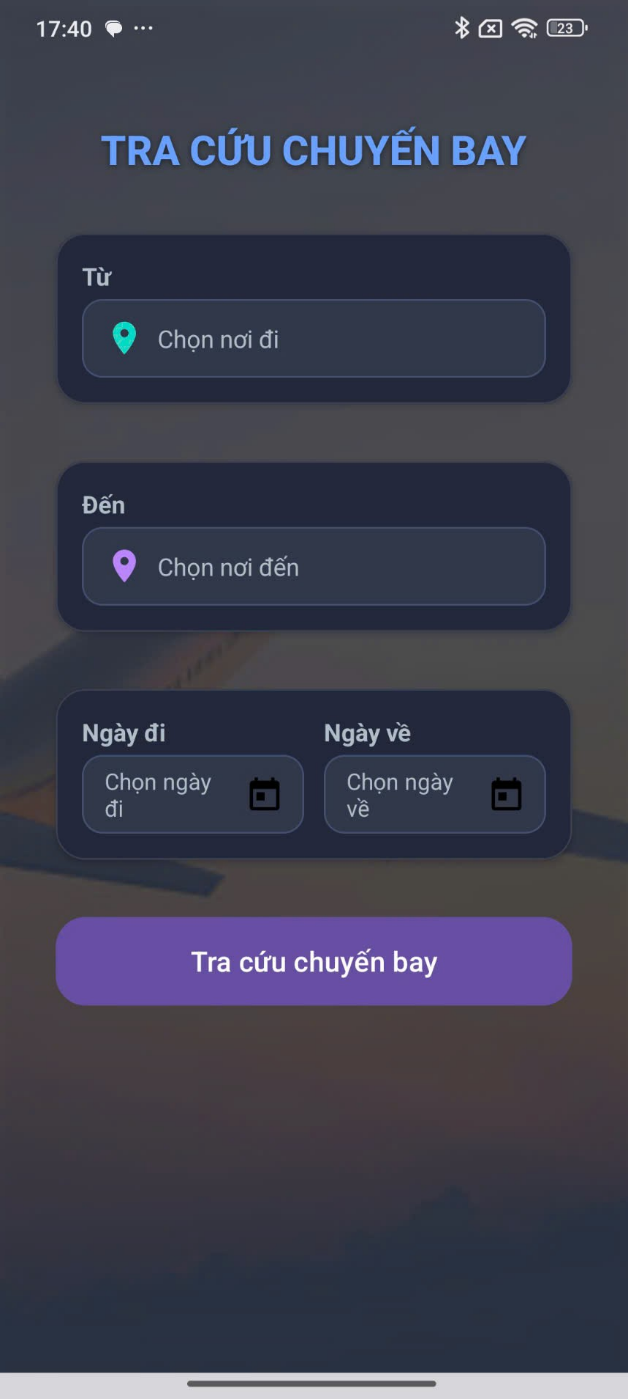 17:40
23
TRA CỨU CHUYẾN BAY
Từ
Chọn nơi đi
Đến
Chọn nơi đến
Ngày đi
Ngày về
Chọn ngày
đi
Chọn ngày
về
Tra cứu chuyến bay